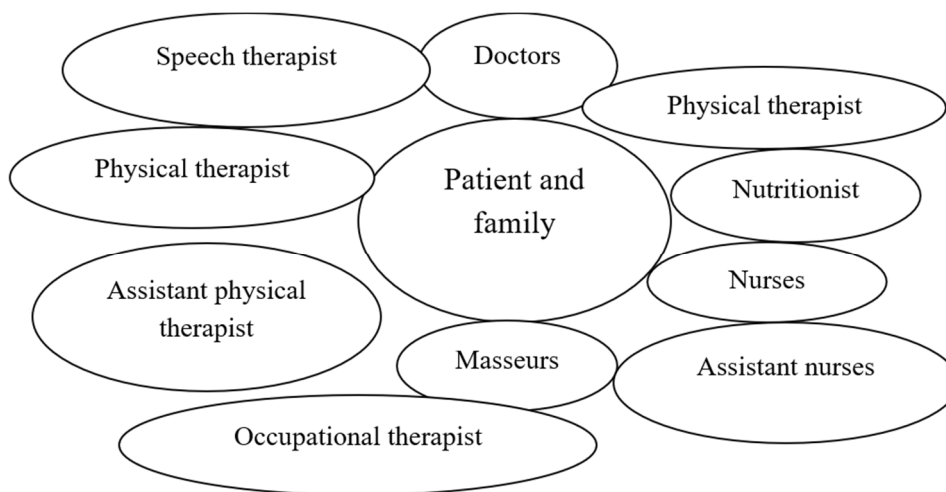 Speech therapist
Doctors
Physical therapist
Physical therapist
Patient and
family
Nutritionist
Assistant physical
therapist
Nurses
Masseurs
Assistant nurses
Occupational therapist